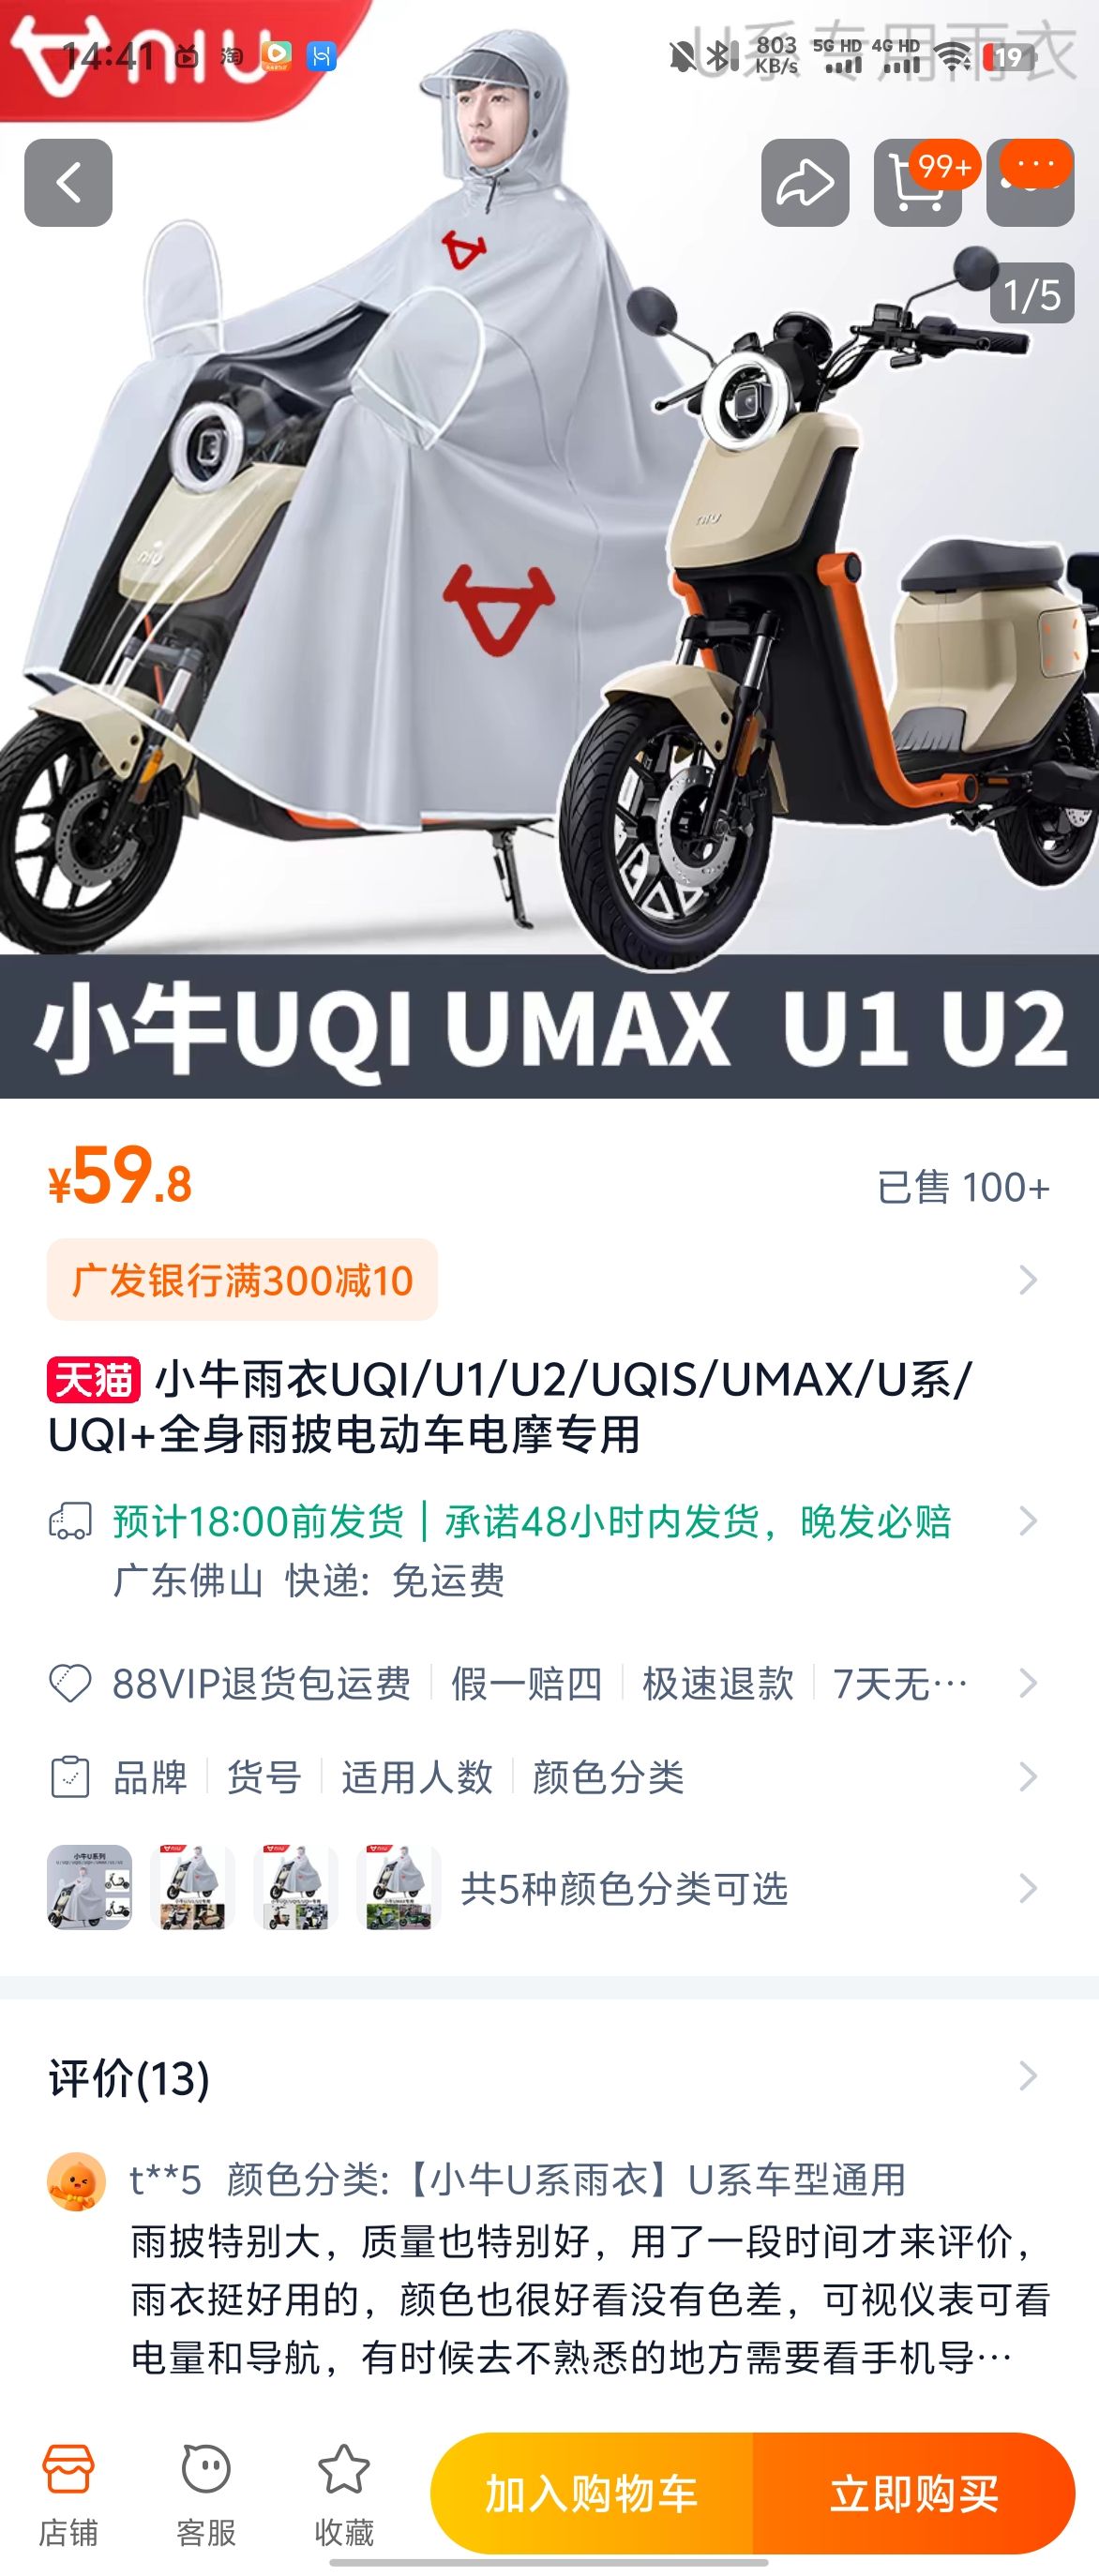 niu
U系专用雨衣
14:41
淘
803 KB/s
5G HD 4G HD
19
99+
1/5
niu
niu
小牛UQI UMAX U1 U2
¥59.8
已售 100+
广发银行满300减10
天猫 小牛雨衣UQI/U1/U2/UQIS/UMAX/U系/
UQI+全身雨披电动车电摩专用
预计18:00前发货 | 承诺48小时内发货，晚发必赔
广东佛山 快递: 免运费
88VIP退货包运费 假一赔四 极速退款 7天无…
品牌 货号 适用人数 颜色分类
小牛U系列
共5种颜色分类可选
评价(13)
t**5 颜色分类:【小牛U系雨衣】U系车型通用
雨披特别大，质量也特别好，用了一段时间才来评价，
雨衣挺好用的，颜色也很好看没有色差，可视仪表可看
电量和导航，有时候去不熟悉的地方需要看手机导…
店铺
客服
收藏
加入购物车
立即购买